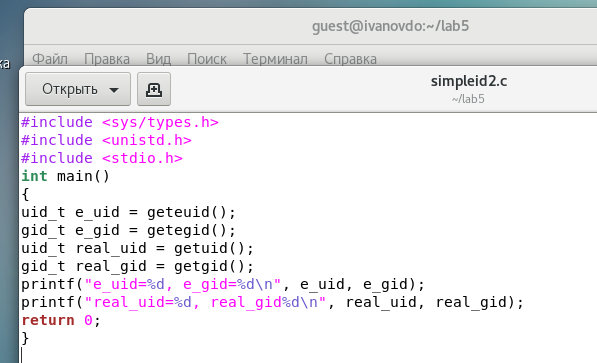 guest@ivanovdo:~/lab5
Файл Правка Вид Поиск Терминал Справка
ка
Открыть
simpleid2.c
~/lab5
#include <sys/types.h>
#include <unistd.h>
#include <stdio.h>
int main()
{
uid_t e_uid = geteuid();
gid_t e_gid = getegid();
uid_t real_uid = getuid();
gid_t real_gid = getgid();
printf("e_uid=%d, e_gid=%d\n", e_uid, e_gid);
printf("real_uid=%d, real_gid%d\n", real_uid, real_gid);
return 0;
}